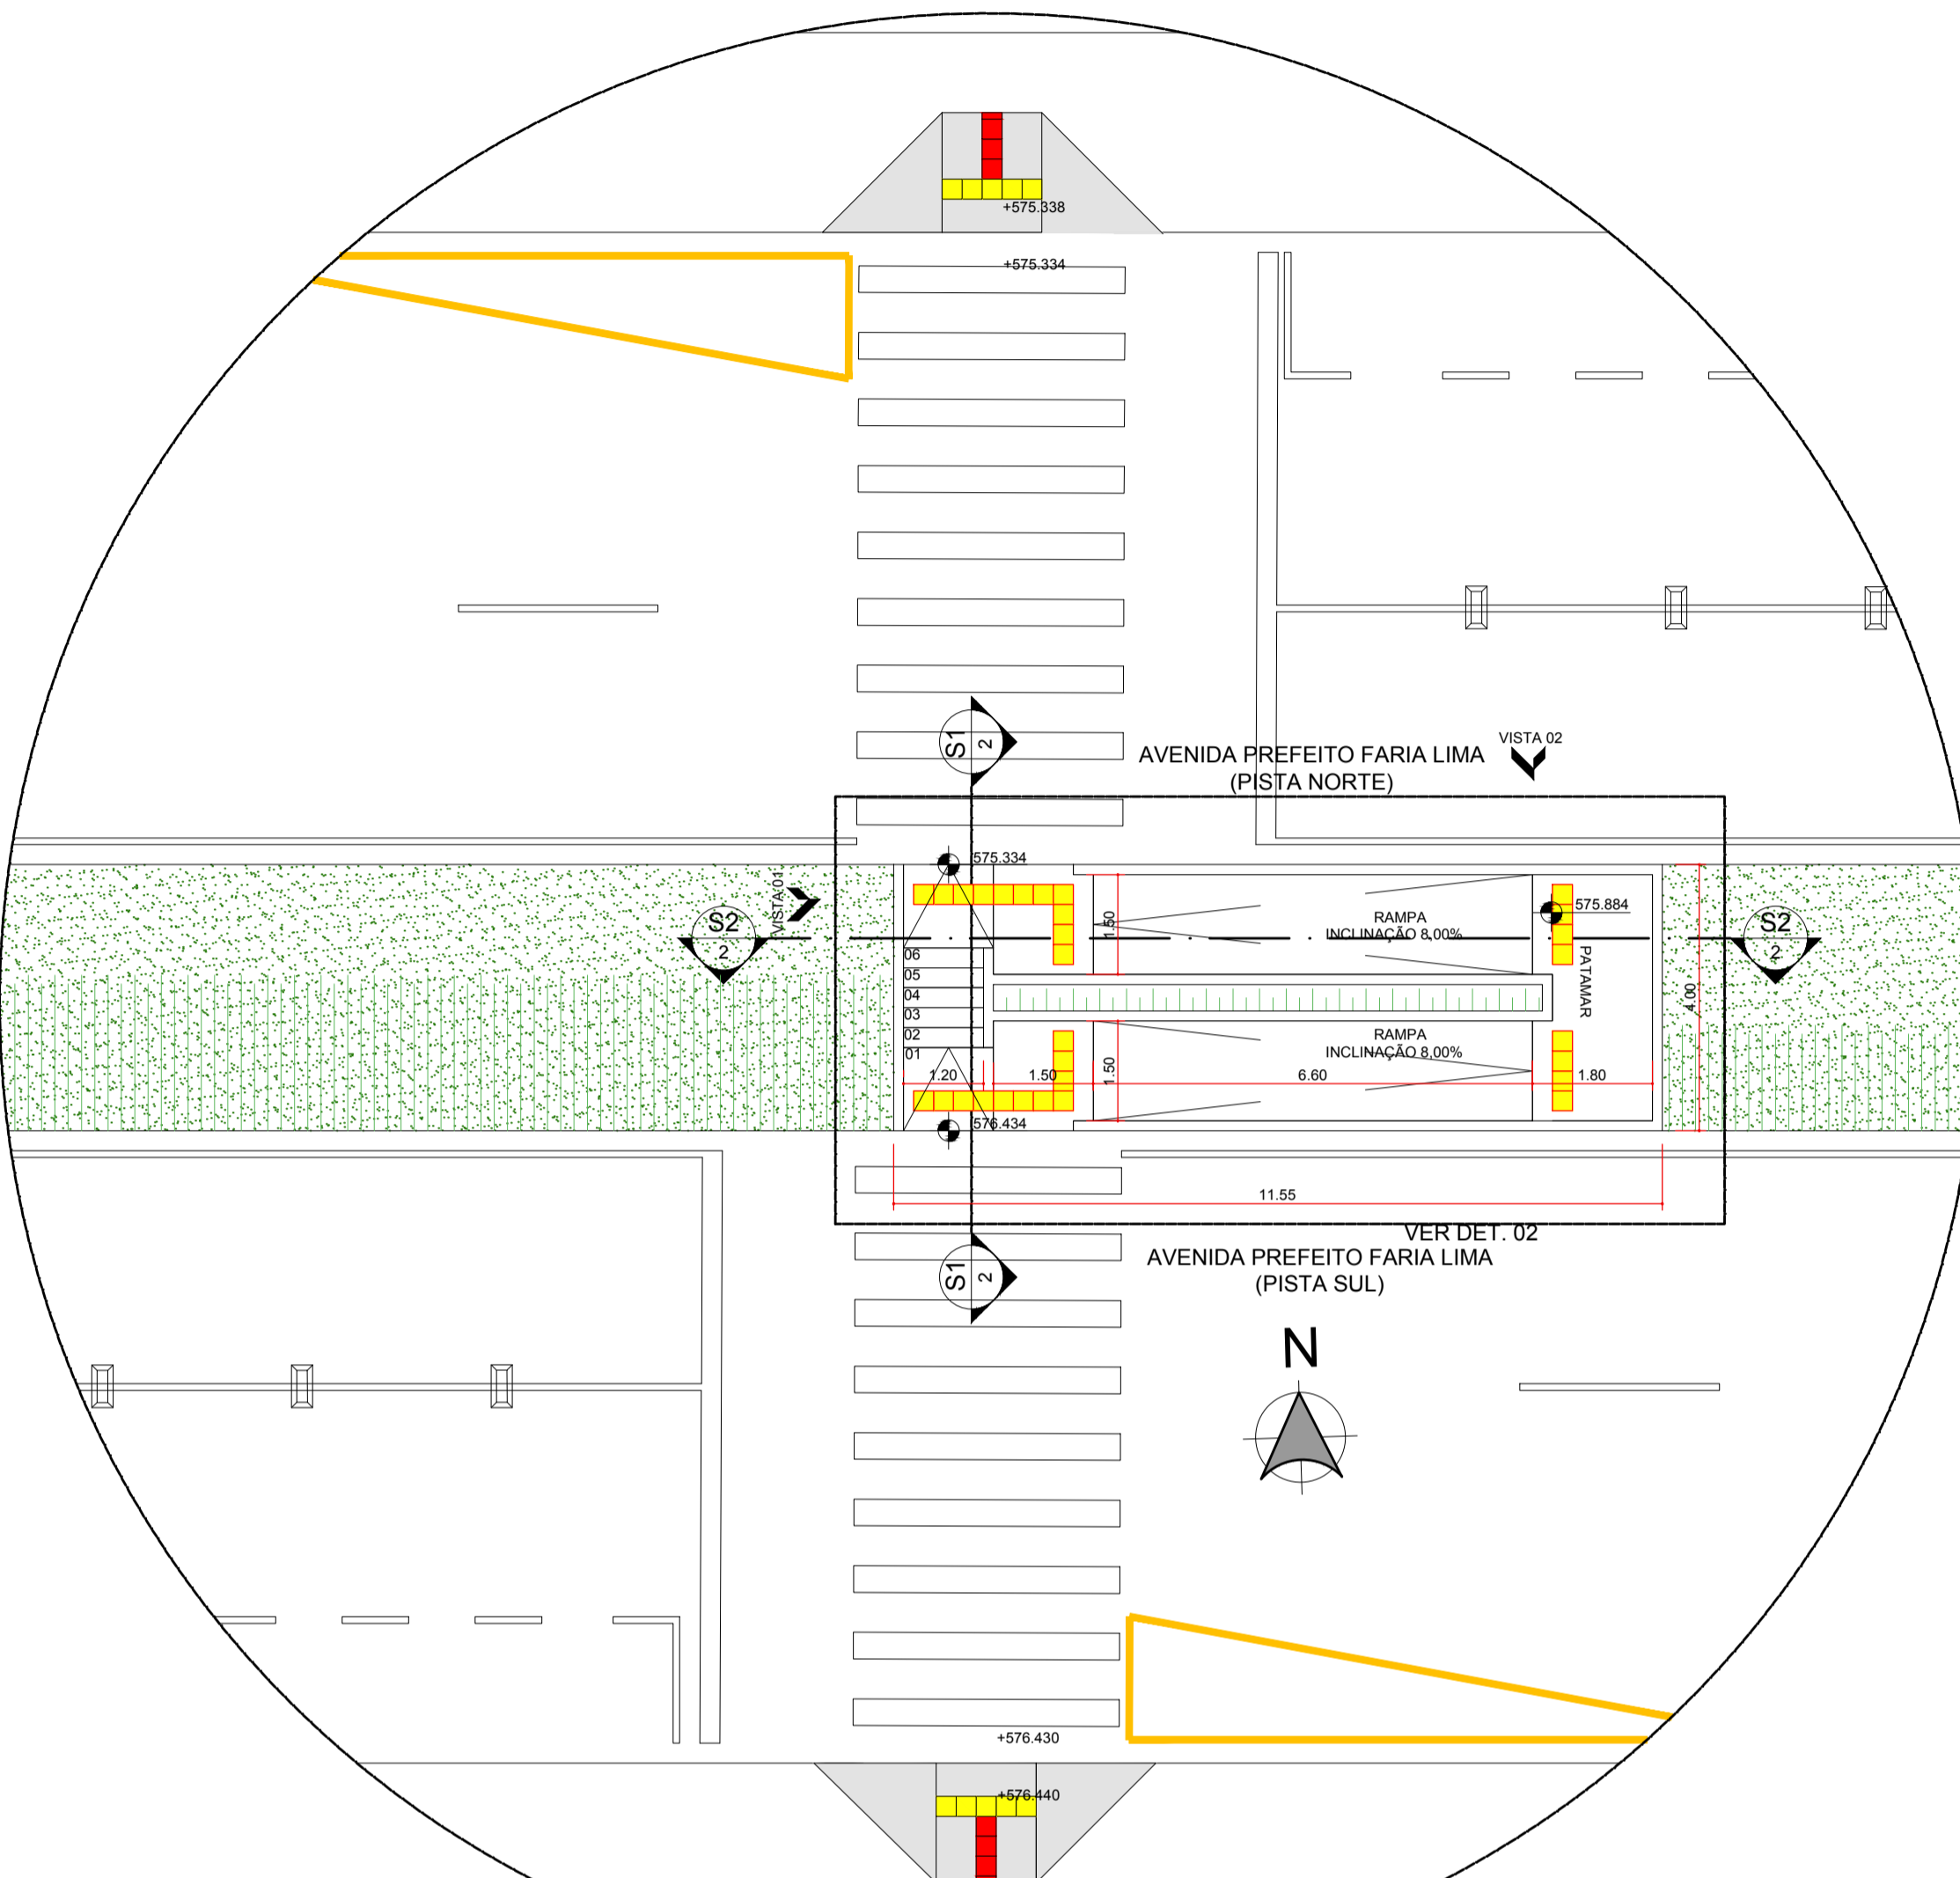 +575.338
+575.334
S1
2
AVENIDA PREFEITO FARIA LIMA
(PISTA NORTE)
VISTA 02
575.334
VISTA 01
S2
2
1.50
RAMPA
INCLINAÇÃO 8,00%
575.884
PATAMAR
S2
2
4.00
06
05
04
03
02
01
RAMPA
INCLINAÇÃO 8,00%
1.50
1.20
1.50
6.60
1.80
576.434
11.55
VER DET. 02
AVENIDA PREFEITO FARIA LIMA
(PISTA SUL)
S1
2
N
+576.430
+576.440